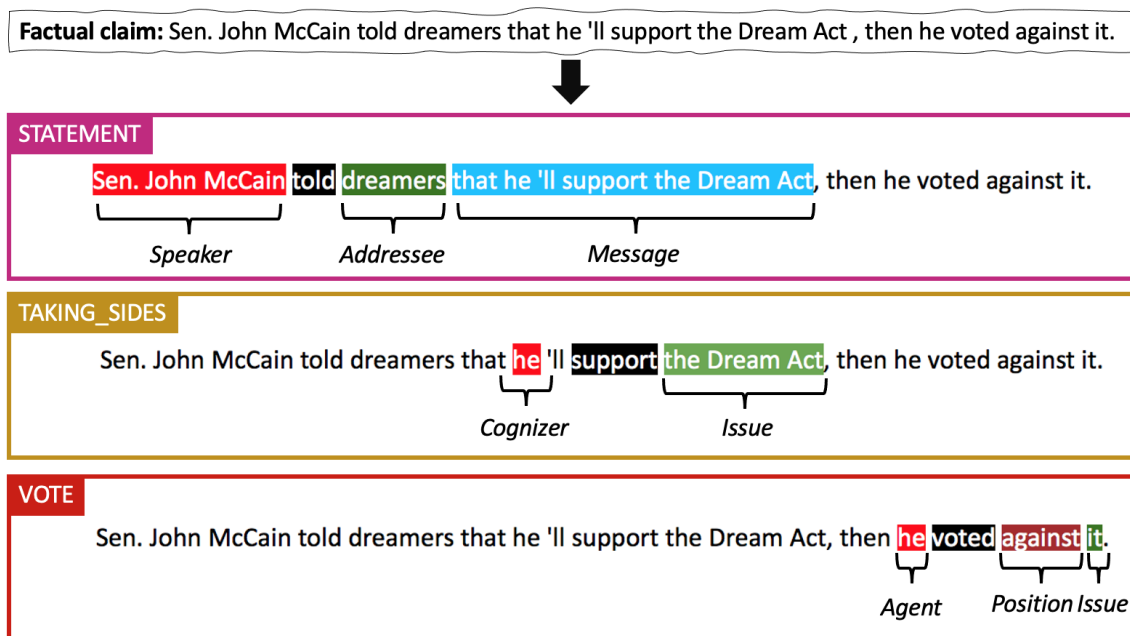 Factual claim: Sen. John McCain told dreamers that he 'll support the Dream Act , then he voted against it.
STATEMENT
Sen. John McCain told dreamers that he 'll support the Dream Act, then he voted against it.
Speaker Addressee Message
TAKING_SIDES
Sen. John McCain told dreamers that he 'll support the Dream Act, then he voted against it.
Cognizer Issue
VOTE
Sen. John McCain told dreamers that he 'll support the Dream Act, then he voted against it.
Agent Position Issue